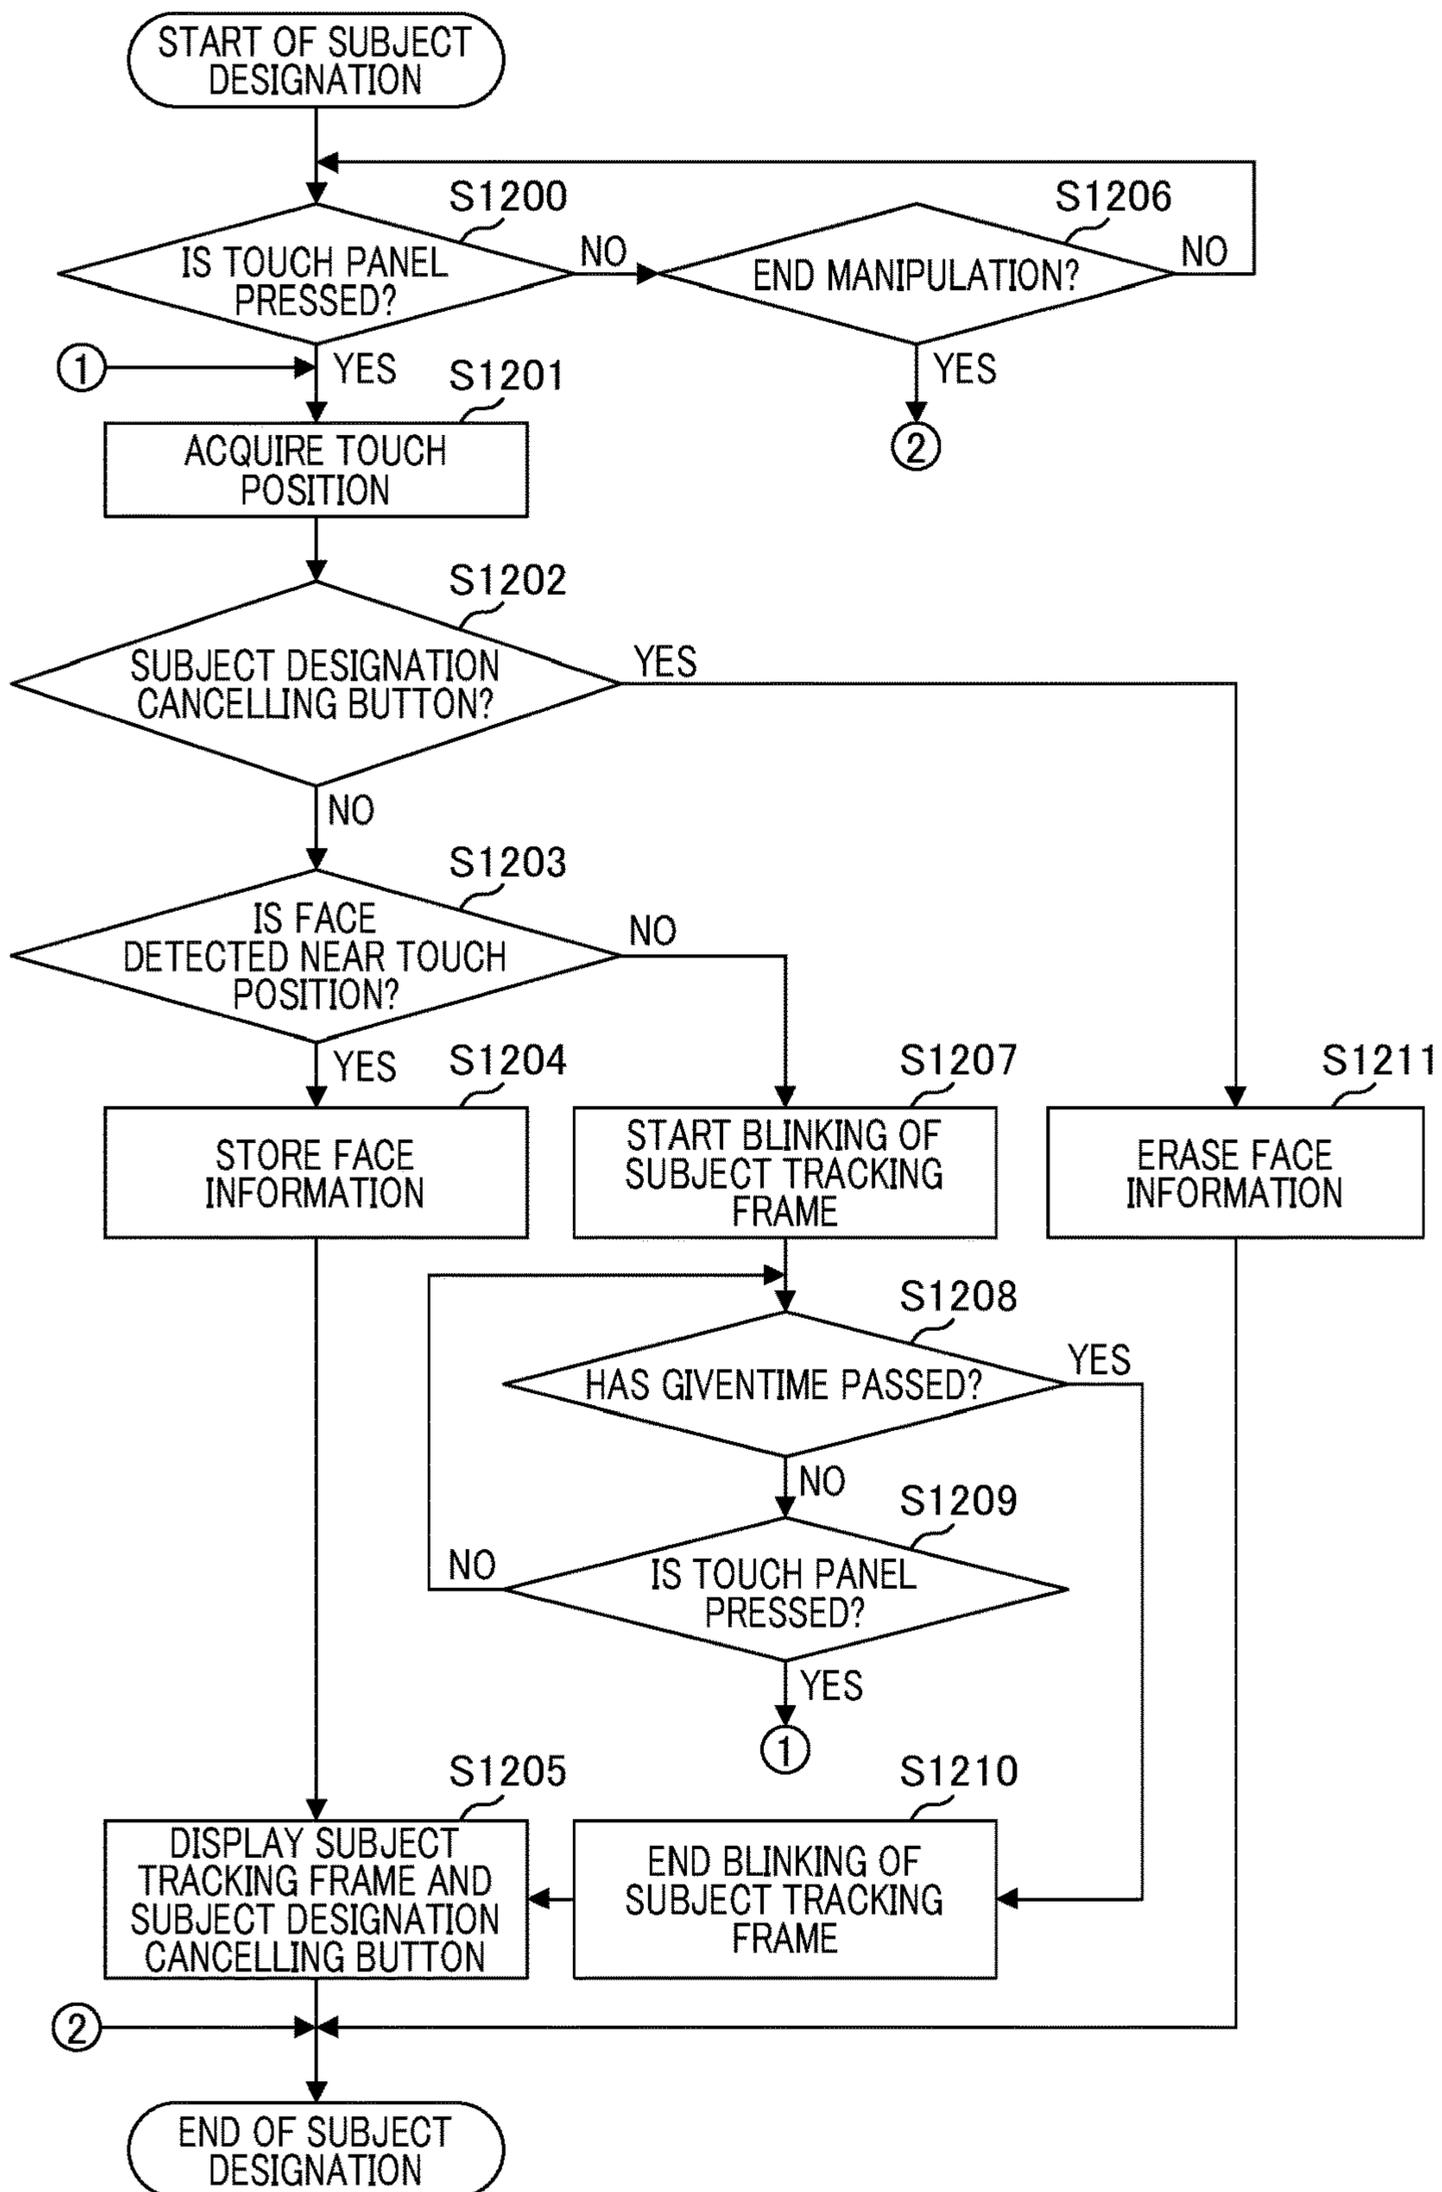 START OF SUBJECT
DESIGNATION
S1200
IS TOUCH PANEL
PRESSED?
NO
S1206
END MANIPULATION?
NO
1
YES
YES
2
S1201
ACQUIRE TOUCH
POSITION
S1202
SUBJECT DESIGNATION
CANCELLING BUTTON?
YES
NO
S1203
IS FACE
DETECTED NEAR TOUCH
POSITION?
NO
YES
S1204
STORE FACE
INFORMATION
S1207
START BLINKING OF
SUBJECT TRACKING
FRAME
S1211
ERASE FACE
INFORMATION
S1208
HAS GIVENTIME PASSED?
YES
NO
S1209
IS TOUCH PANEL
PRESSED?
NO
YES
1
S1205
DISPLAY SUBJECT
TRACKING FRAME AND
SUBJECT DESIGNATION
CANCELLING BUTTON
S1210
END BLINKING OF
SUBJECT TRACKING
FRAME
2
END OF SUBJECT
DESIGNATION